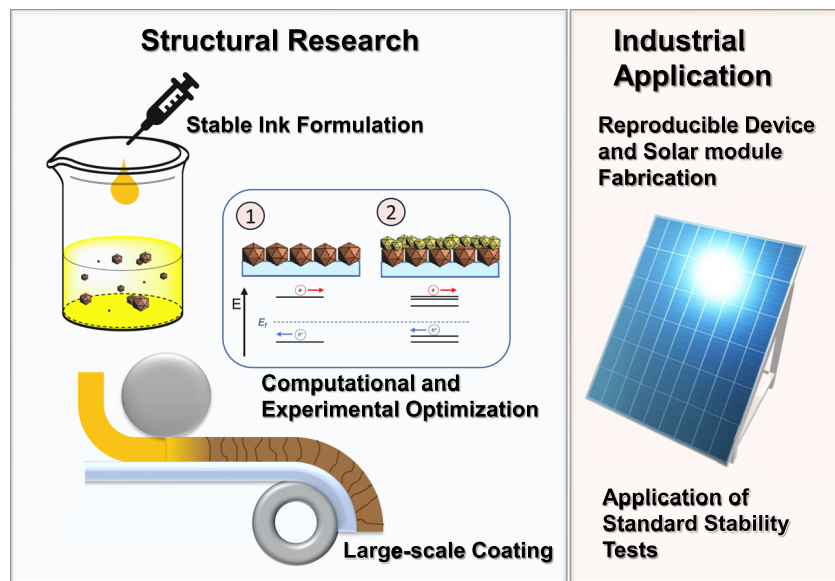 Structural Research
Stable Ink Formulation
1
2
e
E
Ef
h+
Computational and
Experimental Optimization
Large-scale Coating
Industrial
Application
Reproducible Device
and Solar module
Fabrication
Application of
Standard Stability
Tests